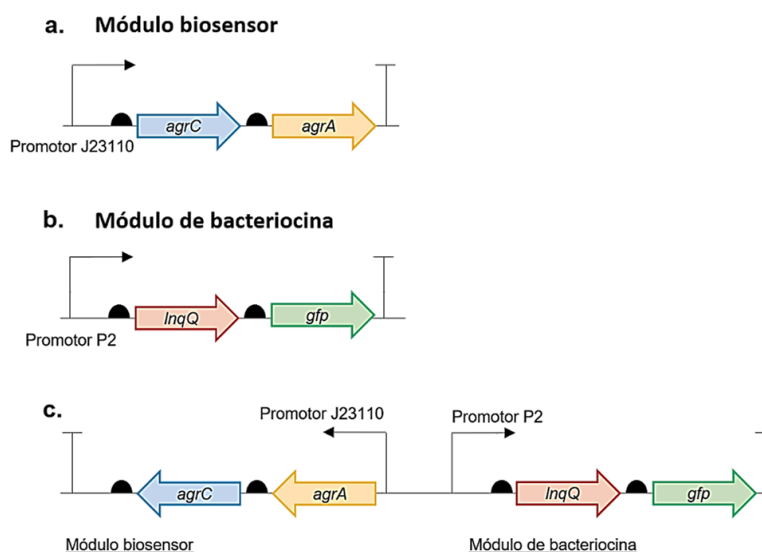 a. Módulo biosensor
agrC agrA
Promotor J23110
b. Módulo de bacteriocina
lnqQ gfp
Promotor P2
c.
Promotor J23110 Promotor P2
agrC agrA lnqQ gfp
Módulo biosensor Módulo de bacteriocina